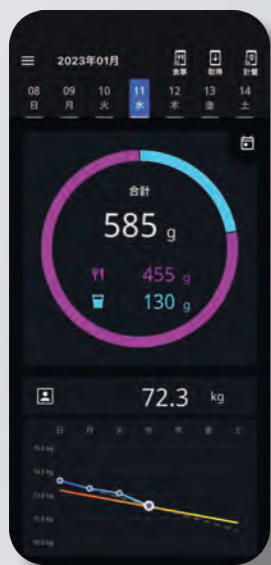 2023年01月
食事 取得 計量
08 09 10 11 12 13 14
日 月 火 水 木 金 土
合計
585 g
455 g
130 g
72.3 kg
日 月 火 水 木 金 土